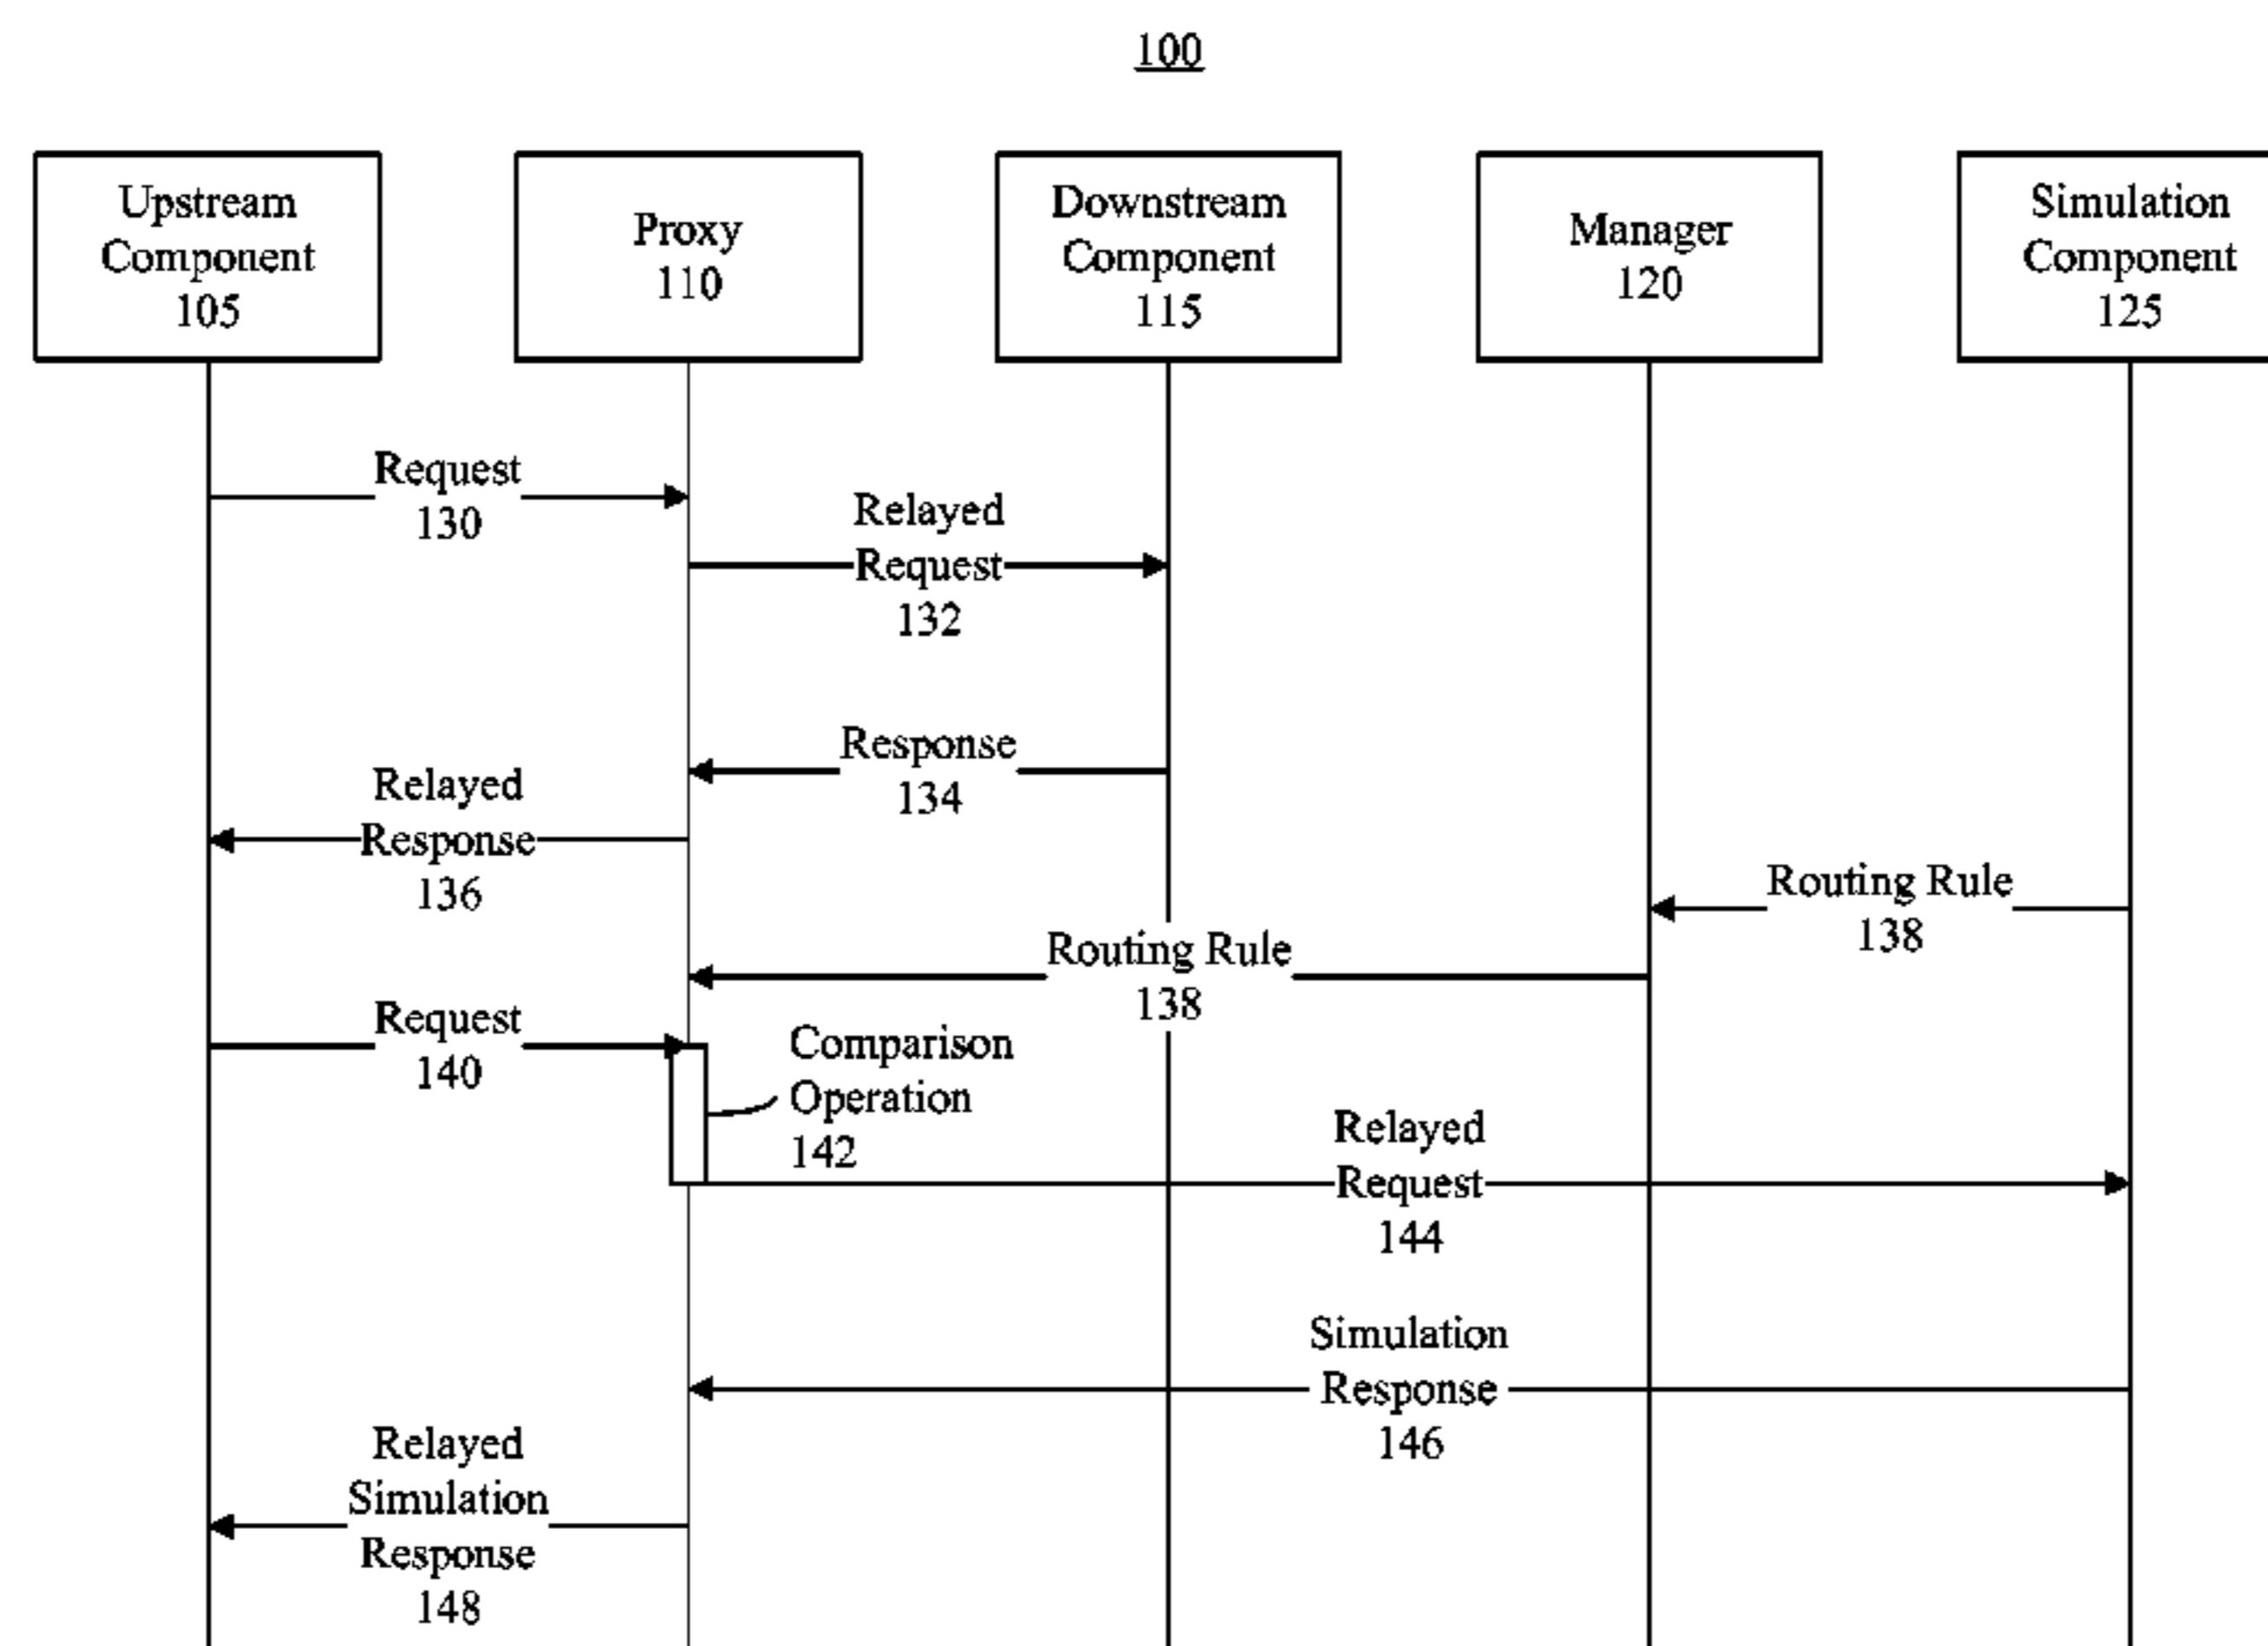 100
Upstream
Component
105
Proxy
110
Downstream
Component
115
Manager
120
Simulation
Component
125
Request
130
Relayed
Request
132
Response
134
Relayed
Response
136
Routing Rule
138
Routing Rule
138
Request
140
Comparison
Operation
142
Relayed
Request
144
Simulation
Response
146
Relayed
Simulation
Response
148